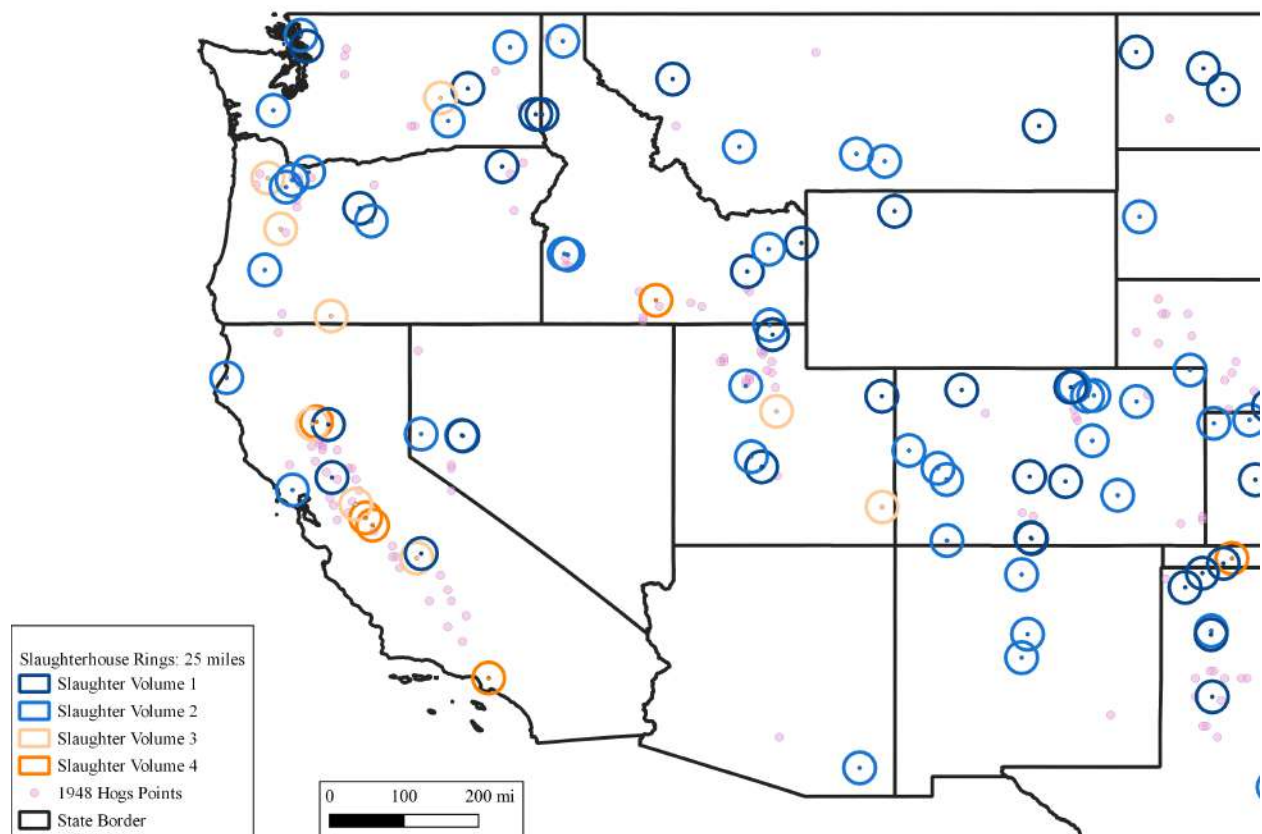 Slaughterhouse Rings: 25 miles
Slaughter Volume 1
Slaughter Volume 2
Slaughter Volume 3
Slaughter Volume 4
1948 Hogs Points
State Border
0 100 200 mi